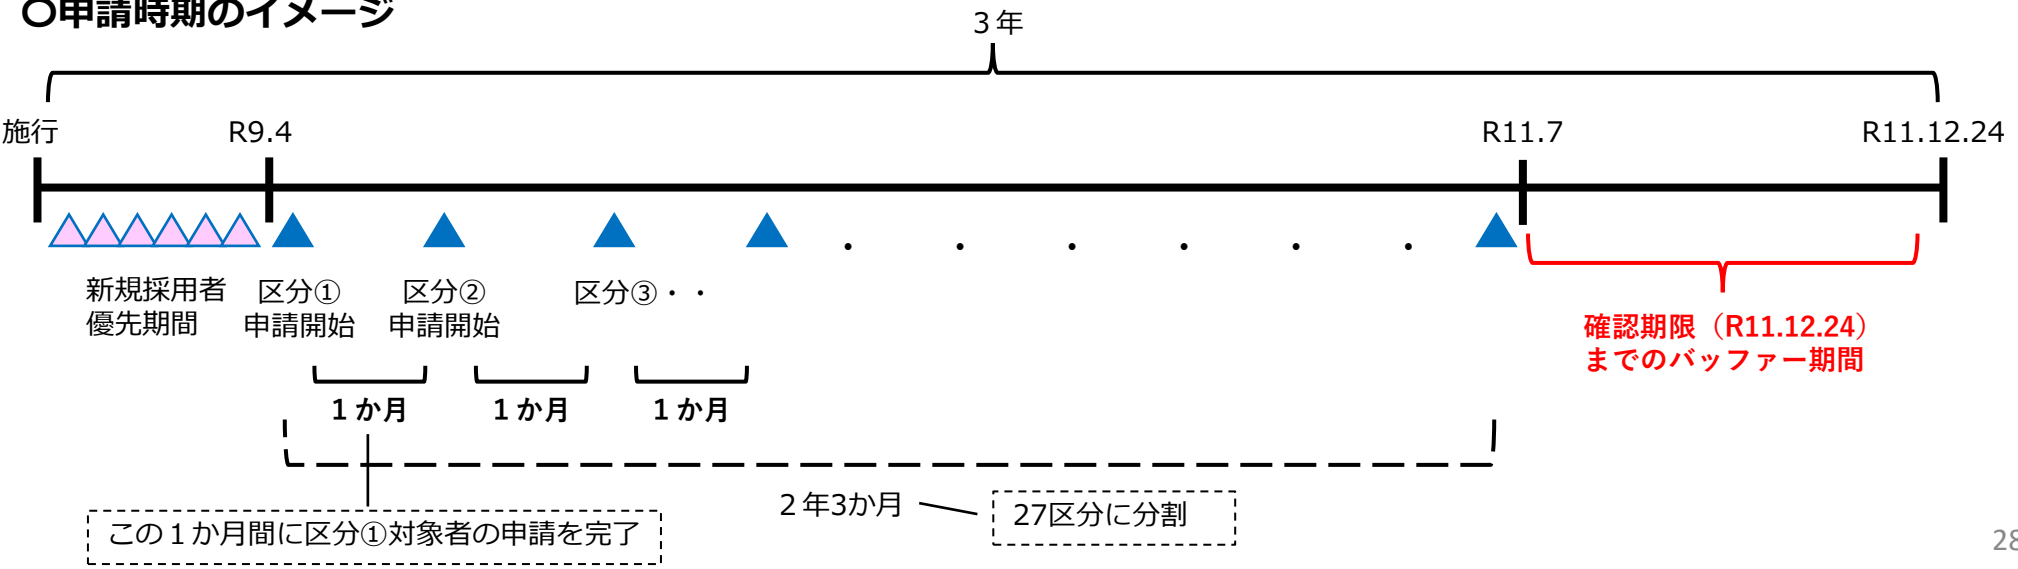 〇申請時期のイメージ
３年
施行
R9.4
R11.7
R11.12.24
新規採用者
優先期間
区分①
申請開始
区分②
申請開始
区分③・・
・ ・ ・ ・ ・ ・
確認期限（R11.12.24）
までのバッファー期間
１か月
１か月
１か月
２年3か月
27区分に分割
この１か月間に区分①対象者の申請を完了
28